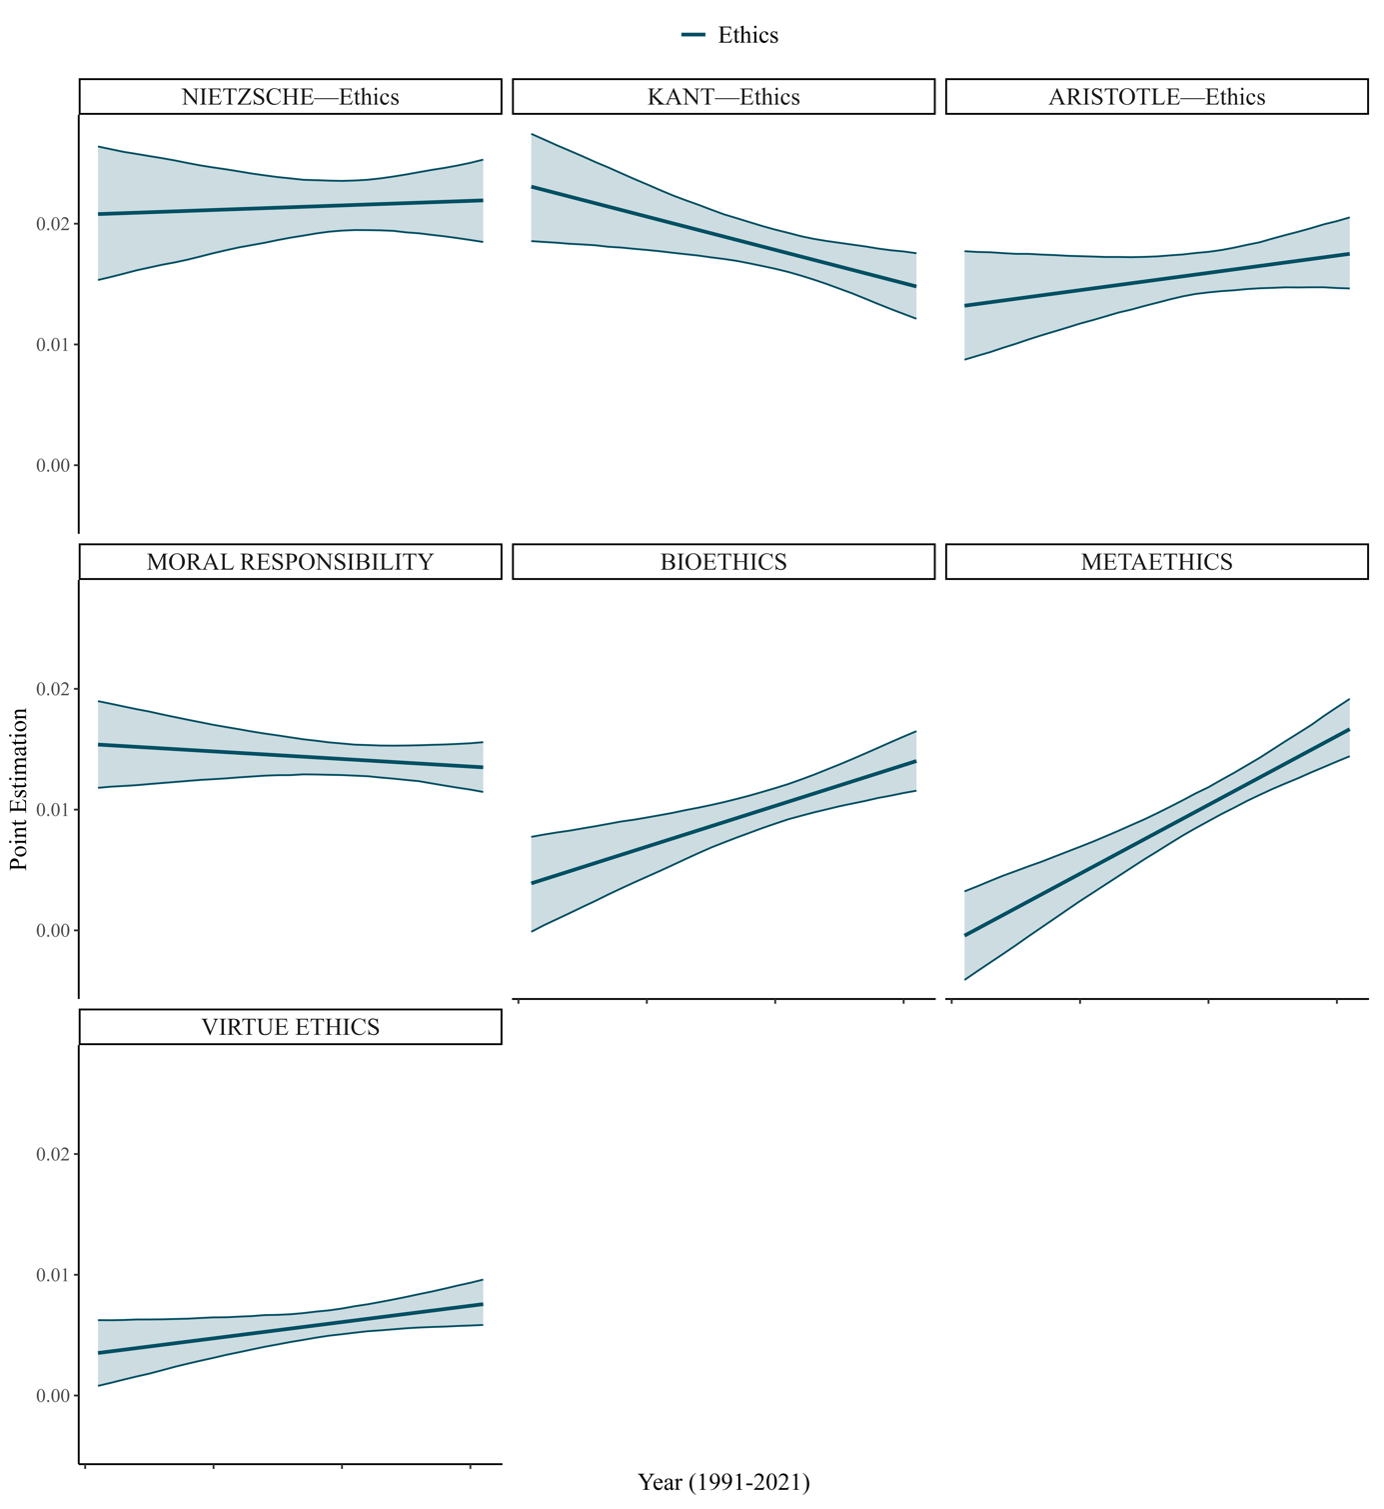 Ethics
NIETZSCHE—Ethics
KANT—Ethics
ARISTOTLE—Ethics
0.02
0.01
0.00
MORAL RESPONSIBILITY
BIOETHICS
METAETHICS
0.02
0.01
0.00
Point Estimation
VIRTUE ETHICS
0.02
0.01
0.00
Year (1991-2021)